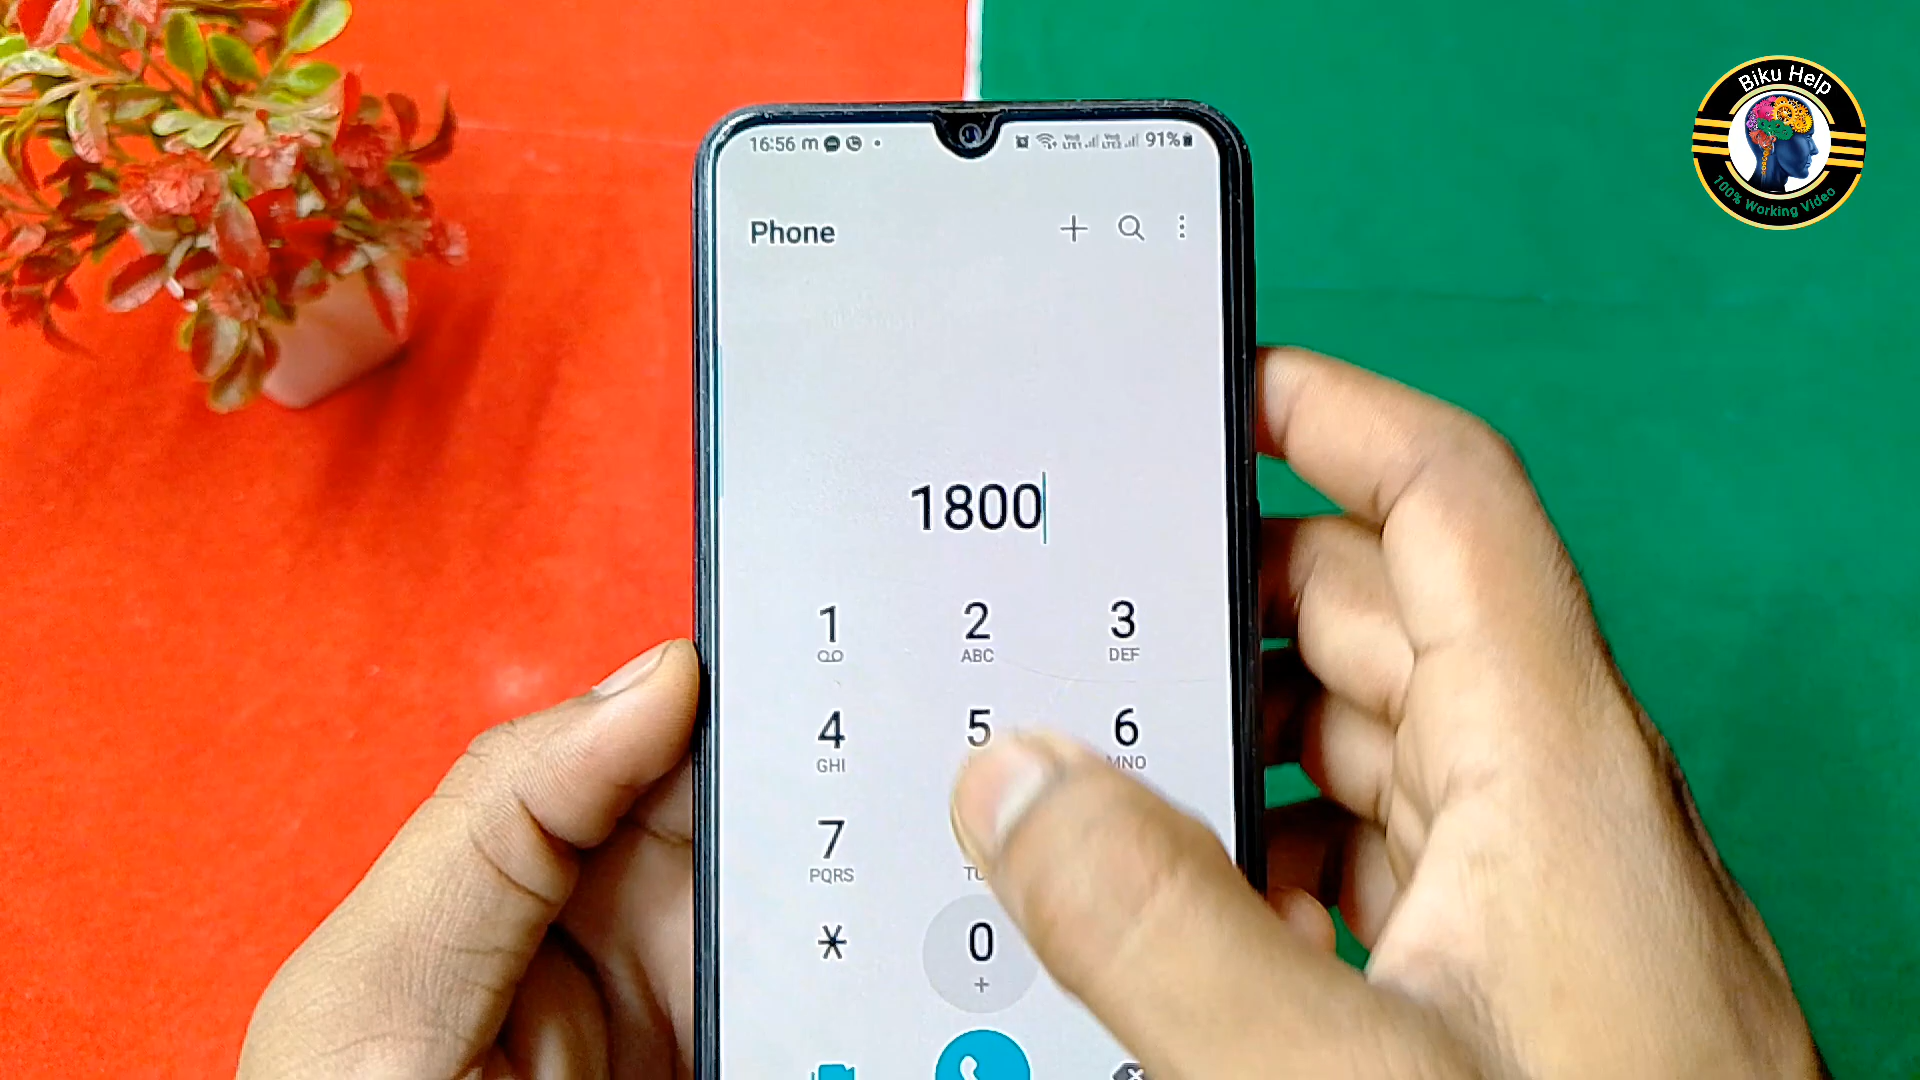 Biku Help
100% Working Video
16:56 m
91%
Phone
1800
1
2
ABC
3
DEF
4
GHI
5
6
MNO
7
PQRS
*
0
+